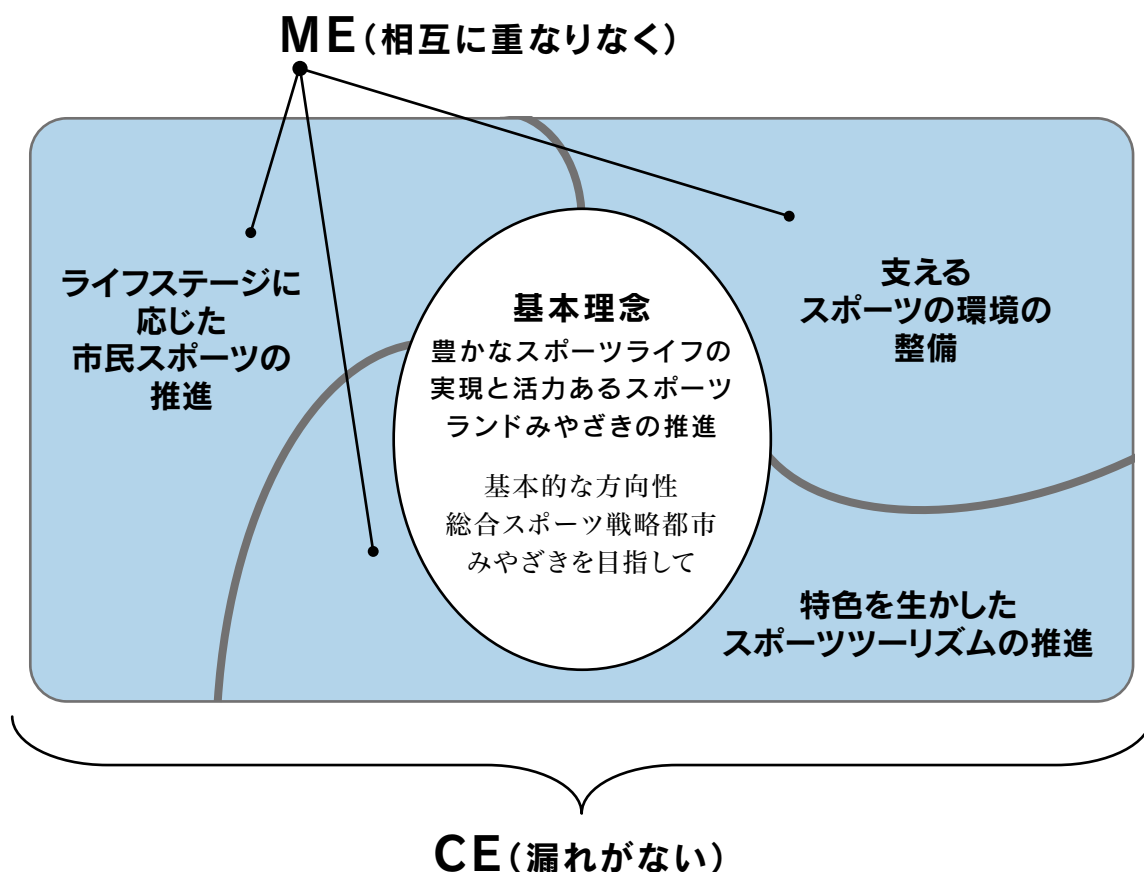 ME(相互に重なりなく)
ライフステージに
応じた
市民スポーツの
推進
基本理念
豊かなスポーツライフの
実現と活力あるスポーツ
ランドみやざきの推進
基本的な方向性
総合スポーツ戦略都市
みやざきを目指して
支える
スポーツの環境の
整備
特色を生かした
スポーツツーリズムの推進
CE(漏れがない)